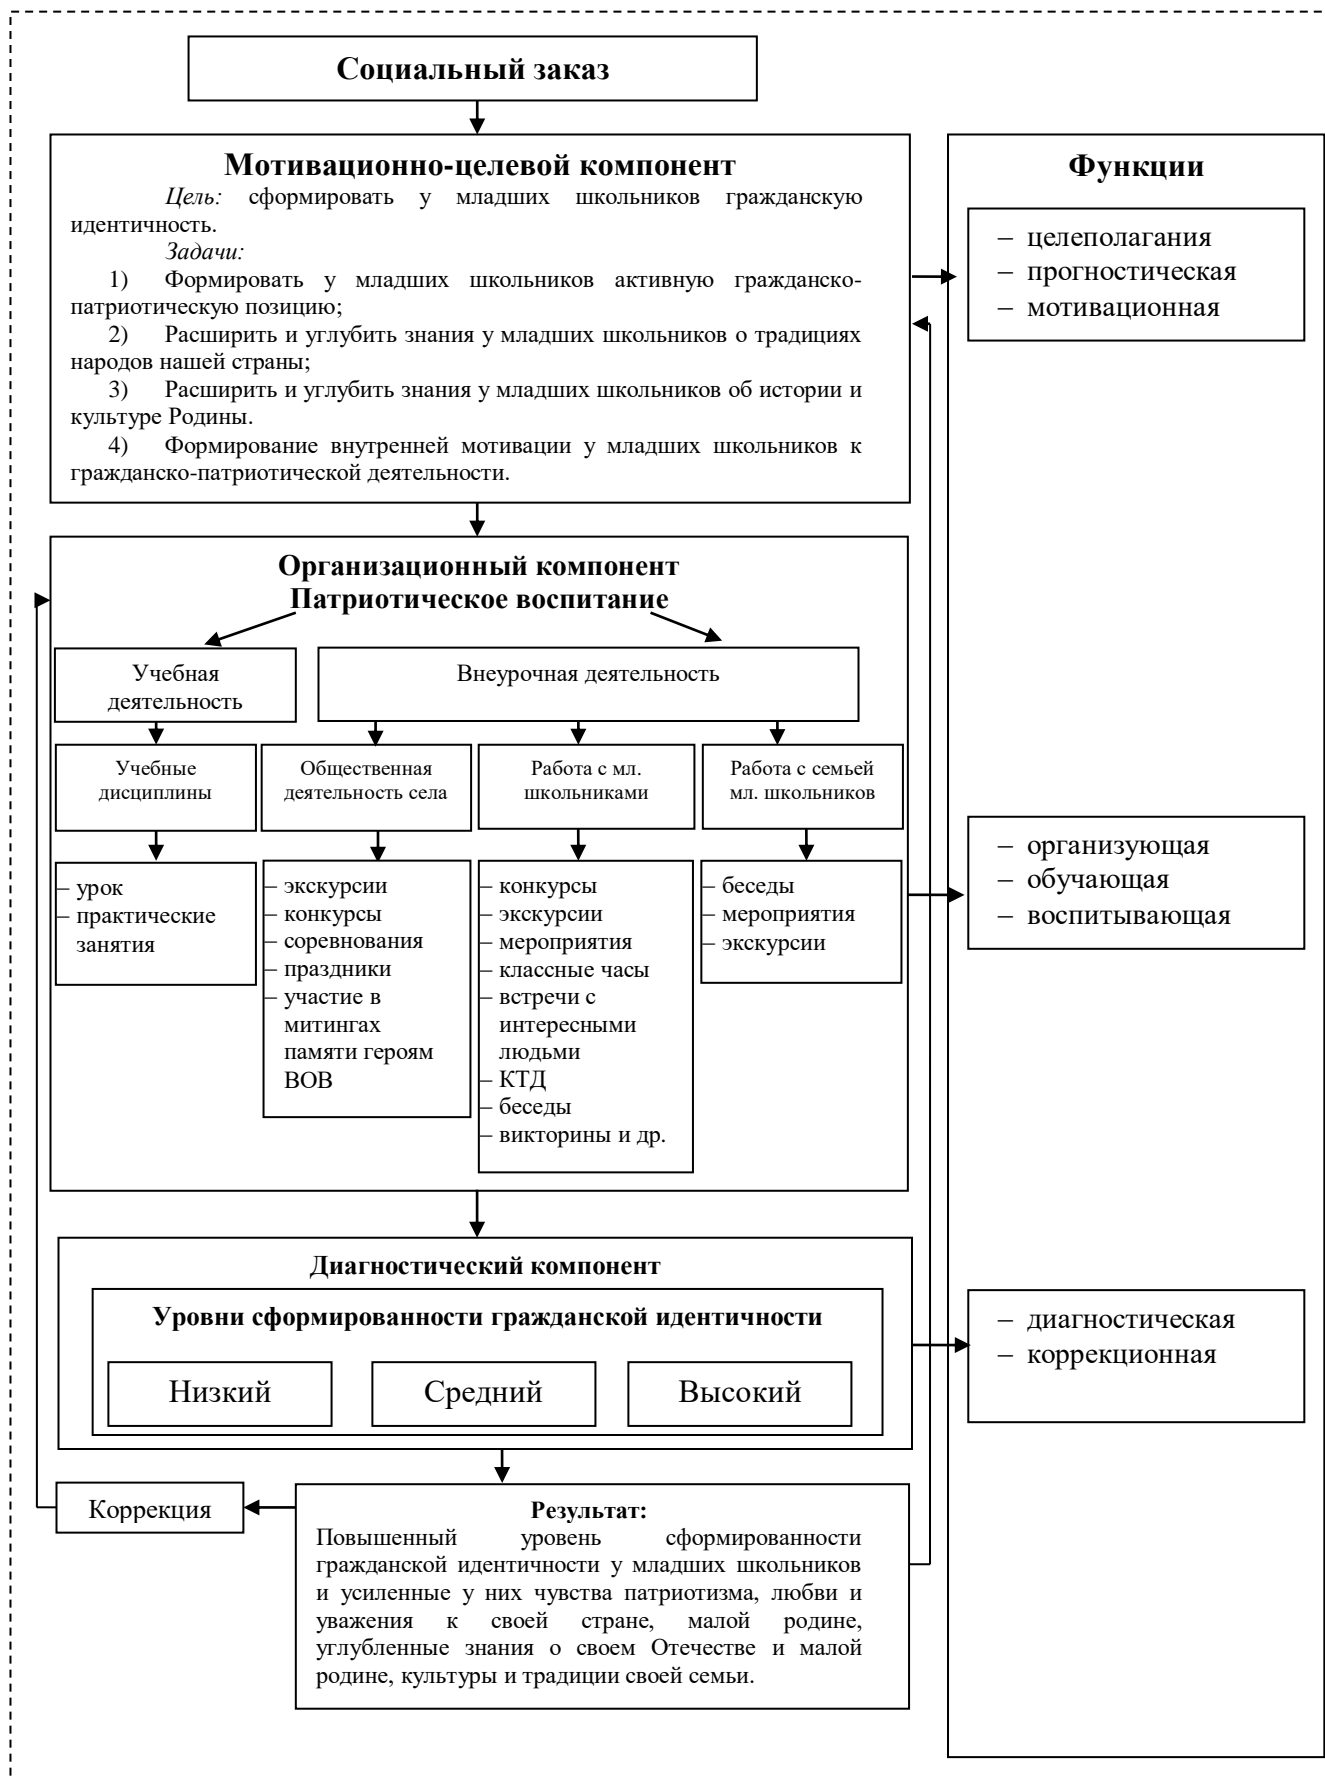 Социальный заказ
Мотивационно-целевой компонент
Цель: сформировать у младших школьников гражданскую
идентичность.
Задачи:
1) Формировать у младших школьников активную гражданско-
патриотическую позицию;
2) Расширить и углубить знания у младших школьников о традициях
народов нашей страны;
3) Расширить и углубить знания у младших школьников об истории и
культуре Родины.
4) Формирование внутренней мотивации у младших школьников к
гражданско-патриотической деятельности.
Функции
– целеполагания
– прогностическая
– мотивационная
Организационный компонент
Патриотическое воспитание
Учебная
деятельность
Внеурочная деятельность
Учебные
дисциплины
Общественная
деятельность села
Работа с мл.
школьниками
Работа с семьей
мл. школьников
– урок
– практические
занятия
– экскурсии
– конкурсы
– соревнования
– праздники
– участие в
митингах
памяти героям
ВОВ
– конкурсы
– экскурсии
– мероприятия
– классные часы
– встречи с
интересными
людьми
– КТД
– беседы
– викторины и др.
– беседы
– мероприятия
– экскурсии
– организующая
– обучающая
– воспитывающая
Диагностический компонент
Уровни сформированности гражданской идентичности
Низкий
Средний
Высокий
– диагностическая
– коррекционная
Коррекция
Результат:
Повышенный уровень сформированности
гражданской идентичности у младших школьников
и усиленные у них чувства патриотизма, любви и
уважения к своей стране, малой родине,
углубленные знания о своем Отечестве и малой
родине, культуры и традиции своей семьи.